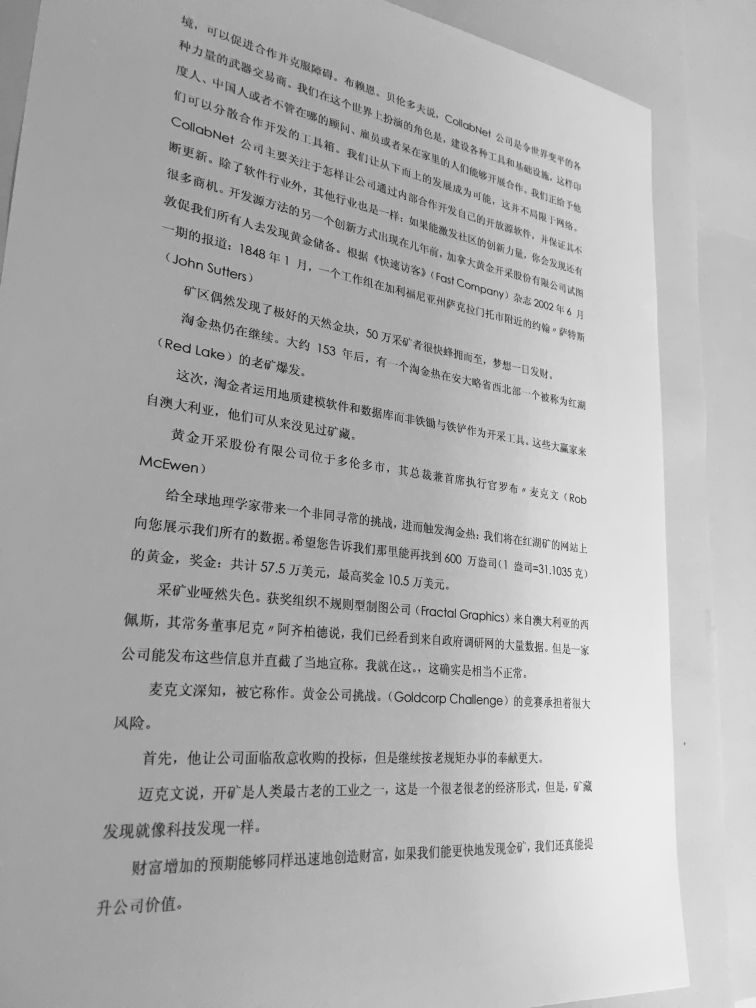 境，可以促进合作并克服障碍。布赖恩、贝伦多夫说，CollabNet 公司是令世界变平的各
种力量的武器交易商。我们在这个世界上扮演的角色是，建设各种工具和基础设施，这样印
度人、中国人或者不管在哪的顾问、雇员或者呆在家里的人们能够开展合作。我们正给予他
们可以分散合作开发的工具箱。我们让从下而上的发展成为可能，这并不局限于网络。
CollabNet 公司主要关注于怎样让公司通过内部合作开发自己的开放源软件，并保证其不
断更新。除了软件行业外，其他行业也是一样：如果能激发社区的创新力量，你会发现还有
很多商机。开发源方法的另一个创新方式出现在几年前，加拿大黄金开采股份有限公司试图
敦促我们所有人去发现黄金储备。根据《快速访客》（Fast Company）杂志 2002 年 6 月
一期的报道：1848 年 1 月，一个工作组在加利福尼亚州萨克拉门托市附近的约翰〃萨特斯
（John Sutters）
矿区偶然发现了极好的天然金块，50 万采矿者很快蜂拥而至，梦想一日发财。
淘金热仍在继续。大约 153 年后，有一个淘金热在安大略省西北部一个被称为红湖
（Red Lake）的老矿爆发。
这次，淘金者运用地质建模软件和数据库而非铁锄与铁铲作为开采工具。这些大赢家来
自澳大利亚，他们可从来没见过矿藏。
黄金开采股份有限公司位于多伦多市，其总裁兼首席执行官罗布〃麦克文（Rob
McEwen）
给全球地理学家带来一个非同寻常的挑战，进而触发淘金热：我们将在红湖矿的网站上
向您展示我们所有的数据。希望您告诉我们那里能再找到 600 万盎司(1 盎司=31.1035 克）
的黄金，奖金：共计 57.5 万美元，最高奖金 10.5 万美元。
采矿业哑然失色。获奖组织不规则型制图公司（Fractal Graphics）来自澳大利亚的西
佩斯，其常务董事尼克〃阿齐柏德说，我们已经看到来自政府调研网的大量数据。但是一家
公司能发布这些信息并直截了当地宣称。我就在这。，这确实是相当不正常。
麦克文深知，被它称作。黄金公司挑战。（Goldcorp Challenge）的竞赛承担着很大
风险。
首先，他让公司面临敌意收购的投标，但是继续按老规矩办事的奉献更大。
迈克文说，开矿是人类最古老的工业之一，这是一个很老很老的经济形式，但是，矿藏
发现就像科技发现一样。
财富增加的预期能够同样迅速地创造财富，如果我们能更快地发现金矿，我们还真能提
升公司价值。